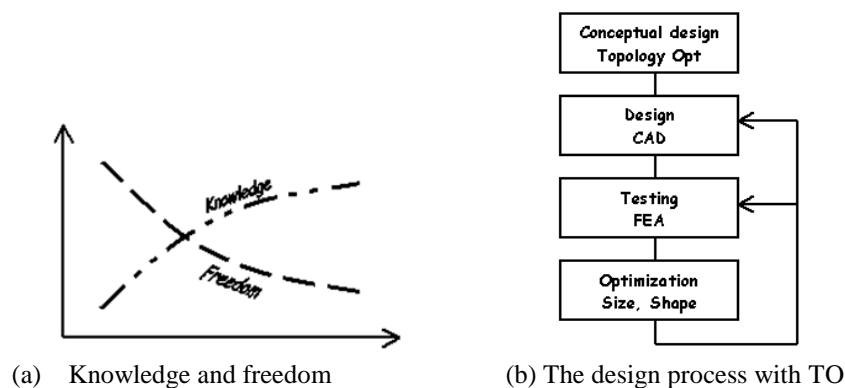 Knowledge
Freedom
(a) Knowledge and freedom
Conceptual design
Topology Opt
Design
CAD
Testing
FEA
Optimization
Size, Shape
(b) The design process with TO